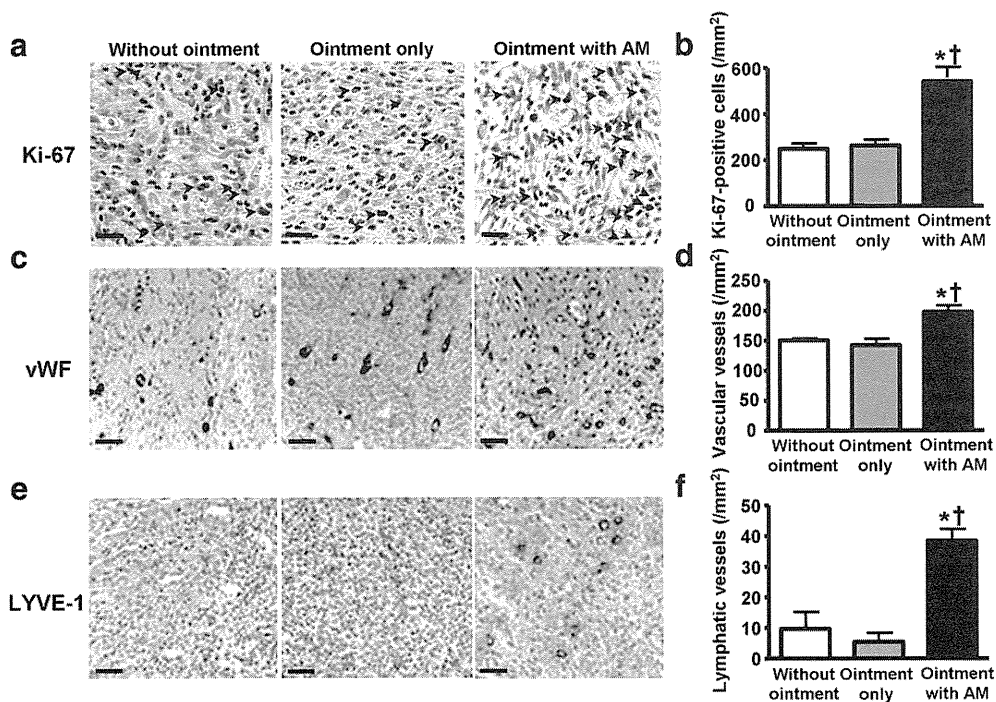 a
Without ointment
Ointment only
Ointment with AM
Ki-67
b
Ki-67-positive cells (/mm²)
600
400
200
0
*†
Without ointment
Ointment only
Ointment with AM
c
vWF
d
Vascular vessels (/mm²)
250
200
150
100
50
0
*†
Without ointment
Ointment only
Ointment with AM
e
LYVE-1
f
Lymphatic vessels (/mm²)
50
40
30
20
10
0
*†
Without ointment
Ointment only
Ointment with AM